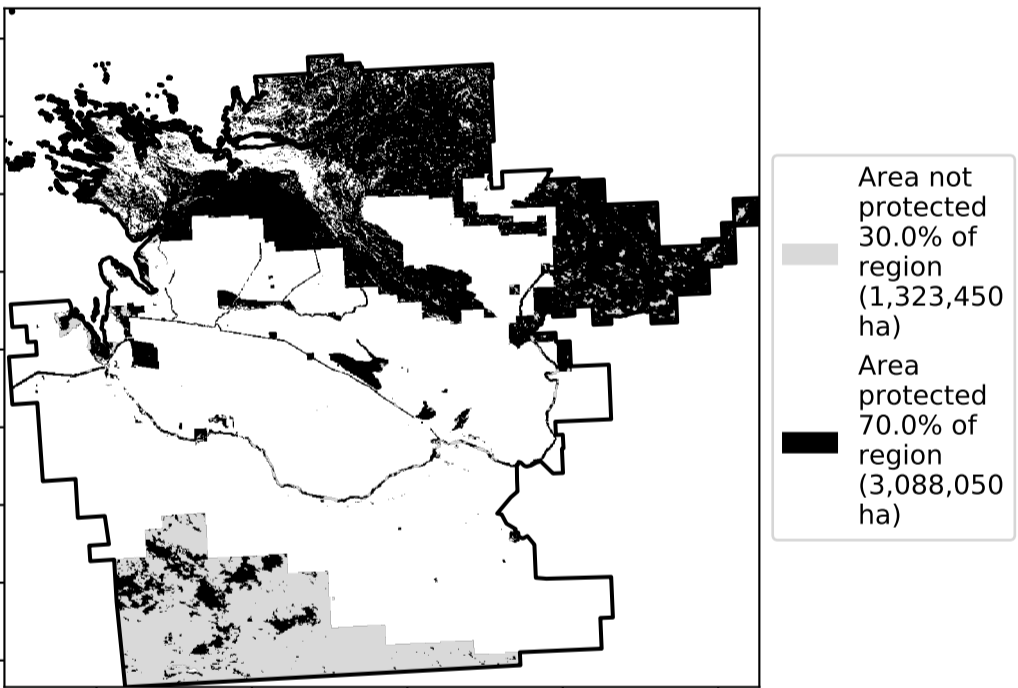 Area not
protected
30.0% of
region
(1,323,450
ha)
Area
protected
70.0% of
region
(3,088,050
ha)